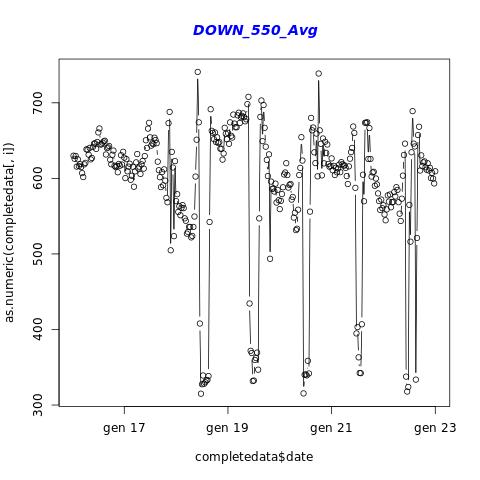 DOWN_550_Avg
as.numeric(completedata[, i])
700
600
500
400
300
gen 17
gen 19
gen 21
gen 23
completedata$date